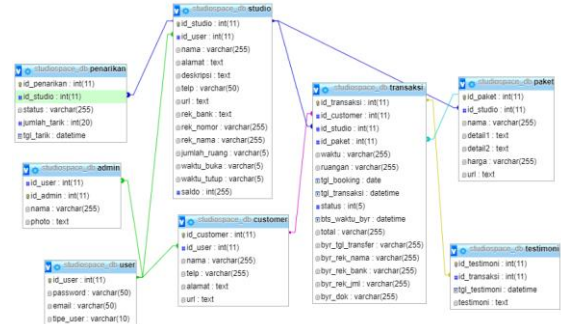 studiospace_db studio
id_studio : int(11)
id_user : int(11)
nama : varchar(255)
alamat : text
deskripsi : text
telp : varchar(50)
url : text
rek_bank : text
rek_nomor : varchar(255)
rek_nama : varchar(255)
jumlah_ruang : varchar(5)
waktu_buka : varchar(5)
waktu_tutup : varchar(5)
saldo : int(255)
studiospace_db penarikan
id_penarikan : int(11)
id_studio : int(11)
status : varchar(255)
jumlah_tarik : int(20)
tgl_tarik : datetime
studiospace_db admin
id_user : int(11)
id_admin : int(11)
nama : varchar(255)
photo : text
studiospace_db user
id_user : int(11)
password : varchar(50)
email : varchar(50)
tipe_user : varchar(10)
studiospace_db customer
id_customer : int(11)
id_user : int(11)
nama : varchar(255)
telp : varchar(255)
alamat : text
url : text
studiospace_db transaksi
id_transaksi : int(11)
id_customer : int(11)
id_studio : int(11)
id_paket : int(11)
waktu : varchar(255)
ruangan : varchar(255)
tgl_booking : date
tgl_transaksi : datetime
status : int(5)
bts_waktu_byr : datetime
total : varchar(255)
byr_tgl_transfer : varchar(255)
byr_rek_nama : varchar(255)
byr_rek_bank : varchar(255)
byr_rek_jml : varchar(255)
byr_dok : varchar(255)
studiospace_db paket
id_paket : int(11)
id_studio : int(11)
nama : varchar(255)
detail1 : text
detail2 : text
harga : varchar(255)
url : text
studiospace_db testimoni
id_testimoni : int(11)
id_transaksi : int(11)
tgl_testimoni : datetime
testimoni : text